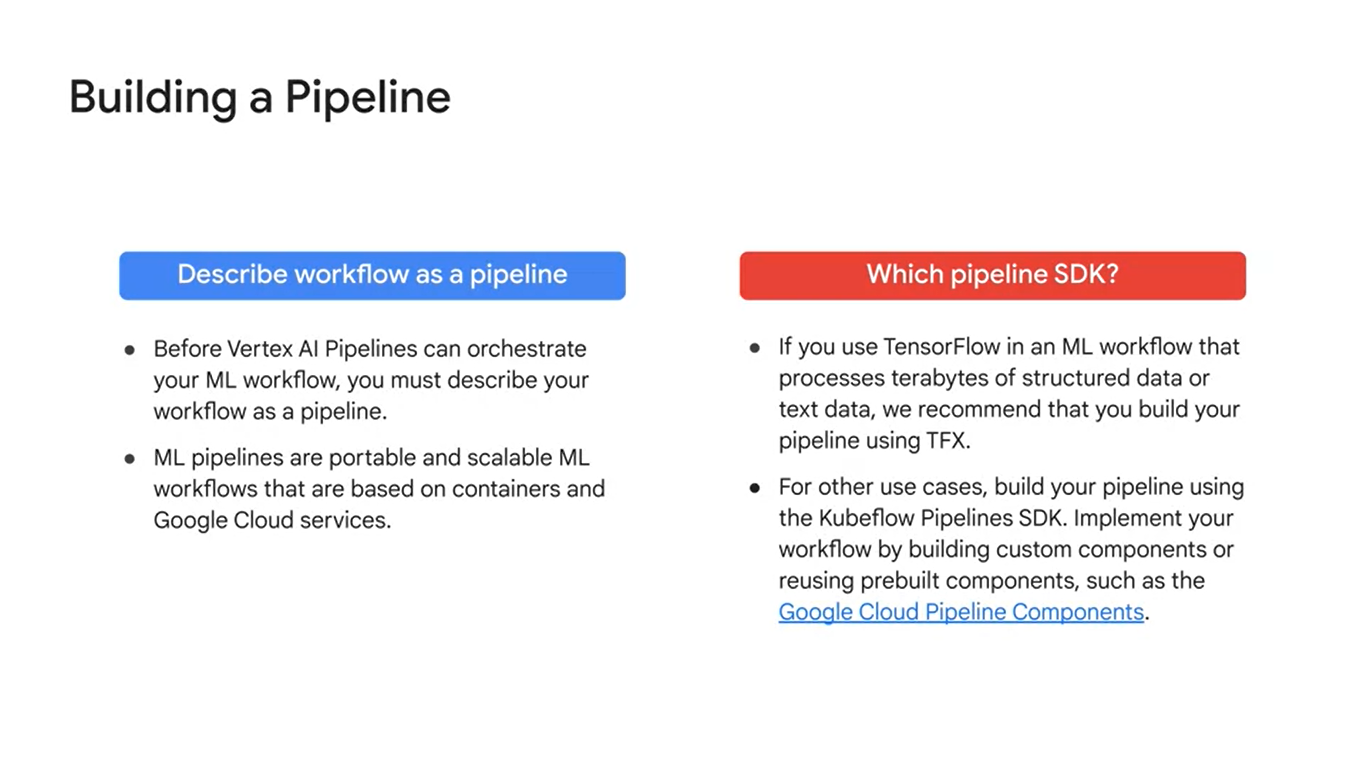 Building a Pipeline
Describe workflow as a pipeline
● Before Vertex AI Pipelines can orchestrate
your ML workflow, you must describe your
workflow as a pipeline.
● ML pipelines are portable and scalable ML
workflows that are based on containers and
Google Cloud services.
Which pipeline SDK?
● If you use TensorFlow in an ML workflow that
processes terabytes of structured data or
text data, we recommend that you build your
pipeline using TFX.
● For other use cases, build your pipeline using
the Kubeflow Pipelines SDK. Implement your
workflow by building custom components or
reusing prebuilt components, such as the
Google Cloud Pipeline Components.